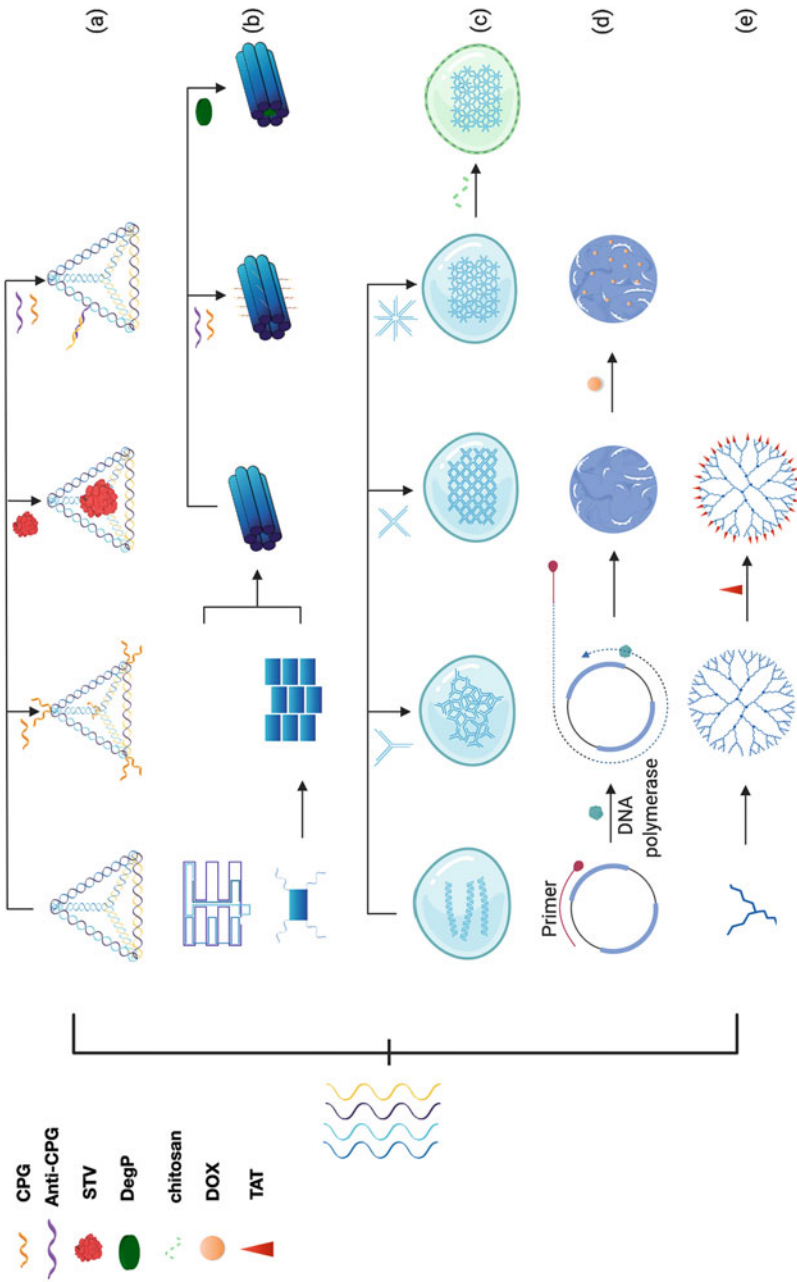 CPG
Anti-CPG
STV
DegP
chitosan
DOX
TAT
(a)
(b)
(c)
Primer
DNA
polymerase
(d)
(e)